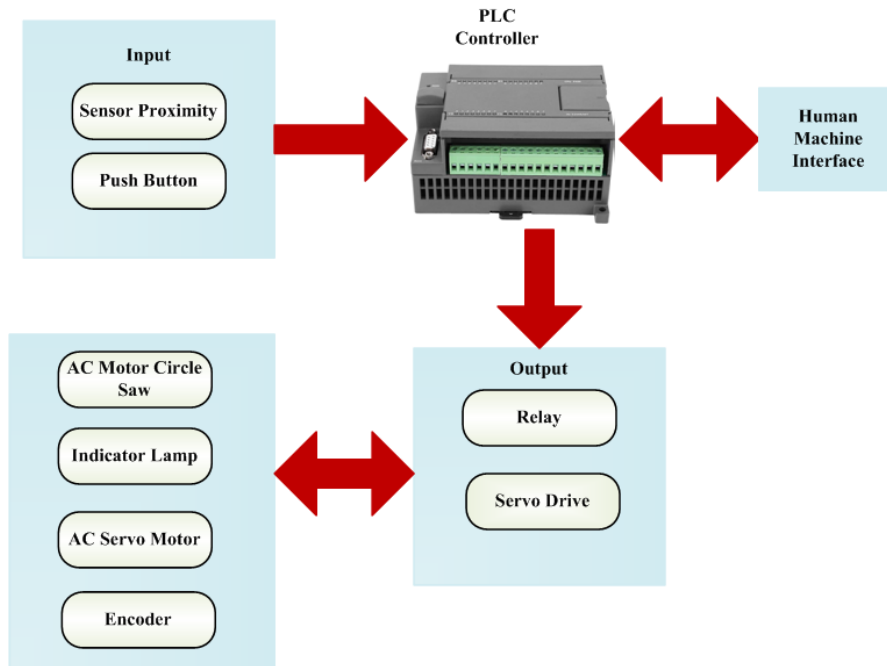 PLC
Controller
Input
Sensor Proximity
Push Button
Human
Machine
Interface
AC Motor Circle
Saw
Indicator Lamp
AC Servo Motor
Encoder
Output
Relay
Servo Drive